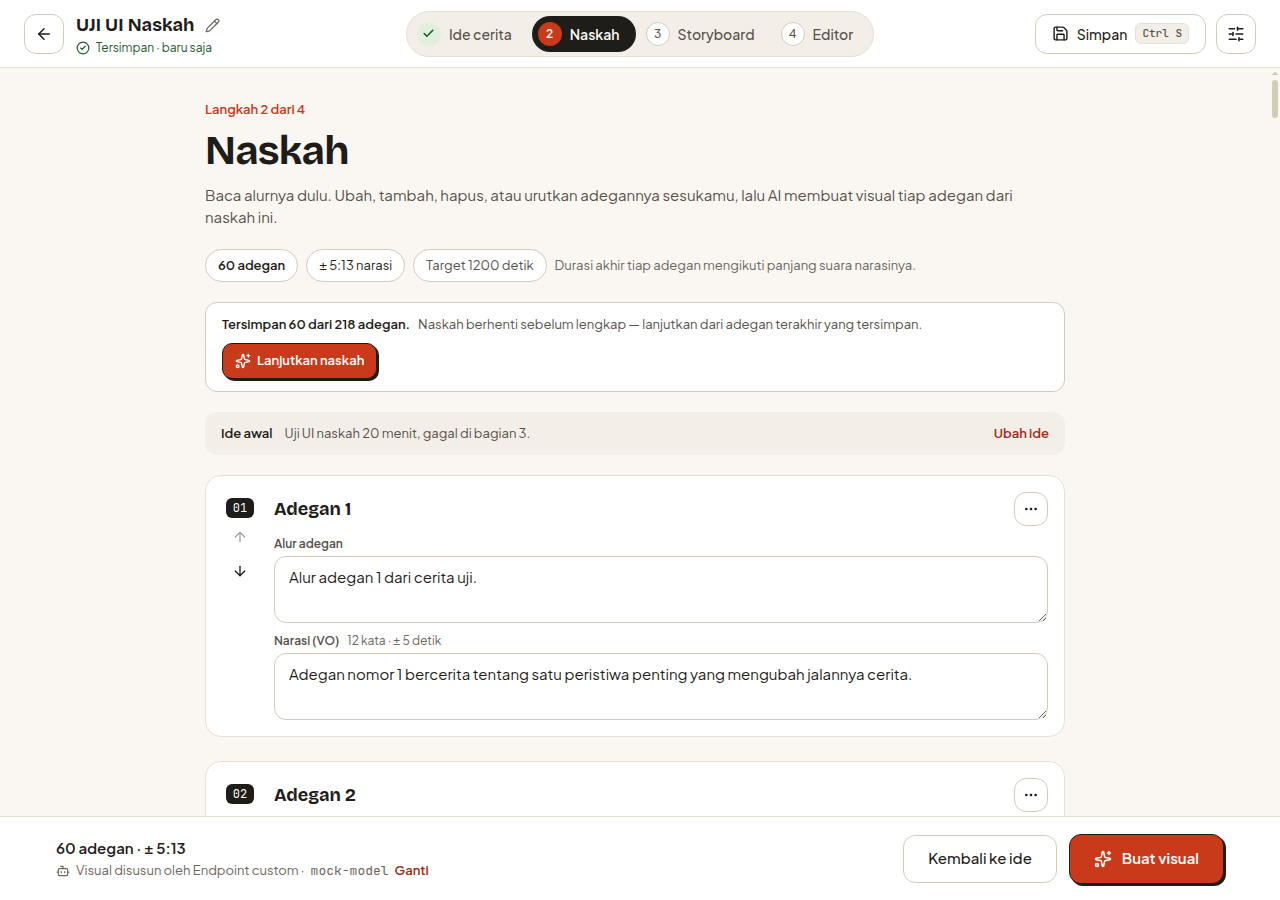 UJI UI Naskah
Tersimpan · baru saja
Ide cerita
2 Naskah
3 Storyboard
4 Editor
Simpan Ctrl S
Langkah 2 dari 4
Naskah
Baca alurnya dulu. Ubah, tambah, hapus, atau urutkan adegannya sesukamu, lalu AI membuat visual tiap adegan dari
naskah ini.
60 adegan
± 5:13 narasi
Target 1200 detik
Durasi akhir tiap adegan mengikuti panjang suara narasinya.
Tersimpan 60 dari 218 adegan. Naskah berhenti sebelum lengkap — lanjutkan dari adegan terakhir yang tersimpan.
Lanjutkan naskah
Ide awal Uji UI naskah 20 menit, gagal di bagian 3.
Ubah ide
01 Adegan 1
Alur adegan
Alur adegan 1 dari cerita uji.
Narasi (VO) 12 kata · ± 5 detik
Adegan nomor 1 bercerita tentang satu peristiwa penting yang mengubah jalannya cerita.
02 Adegan 2
60 adegan · ± 5:13
Visual disusun oleh Endpoint custom · mock-model Ganti
Kembali ke ide
Buat visual